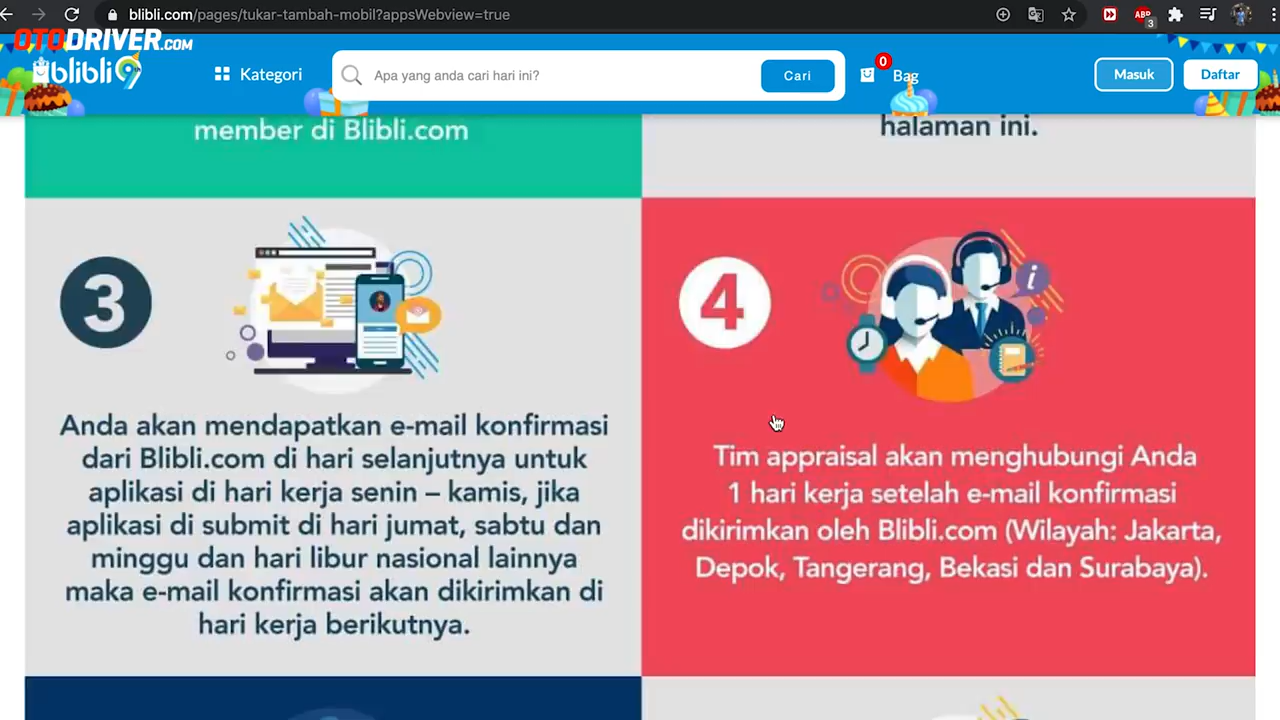 blibli.com/pages/tukar-tambah-mobil?appsWebview=true
ABP
3
OTODRIVER.COM
blibli
Kategori
Apa yang anda cari hari ini?
Cari
0
Bag
Masuk
Daftar
member di Blibli.com
halaman ini.
3
Anda akan mendapatkan e-mail konfirmasi
dari Blibli.com di hari selanjutnya untuk
aplikasi di hari kerja senin – kamis, jika
aplikasi di submit di hari jumat, sabtu dan
minggu dan hari libur nasional lainnya
maka e-mail konfirmasi akan dikirimkan di
hari kerja berikutnya.
4
i
Tim appraisal akan menghubungi Anda
1 hari kerja setelah e-mail konfirmasi
dikirimkan oleh Blibli.com (Wilayah: Jakarta,
Depok, Tangerang, Bekasi dan Surabaya).